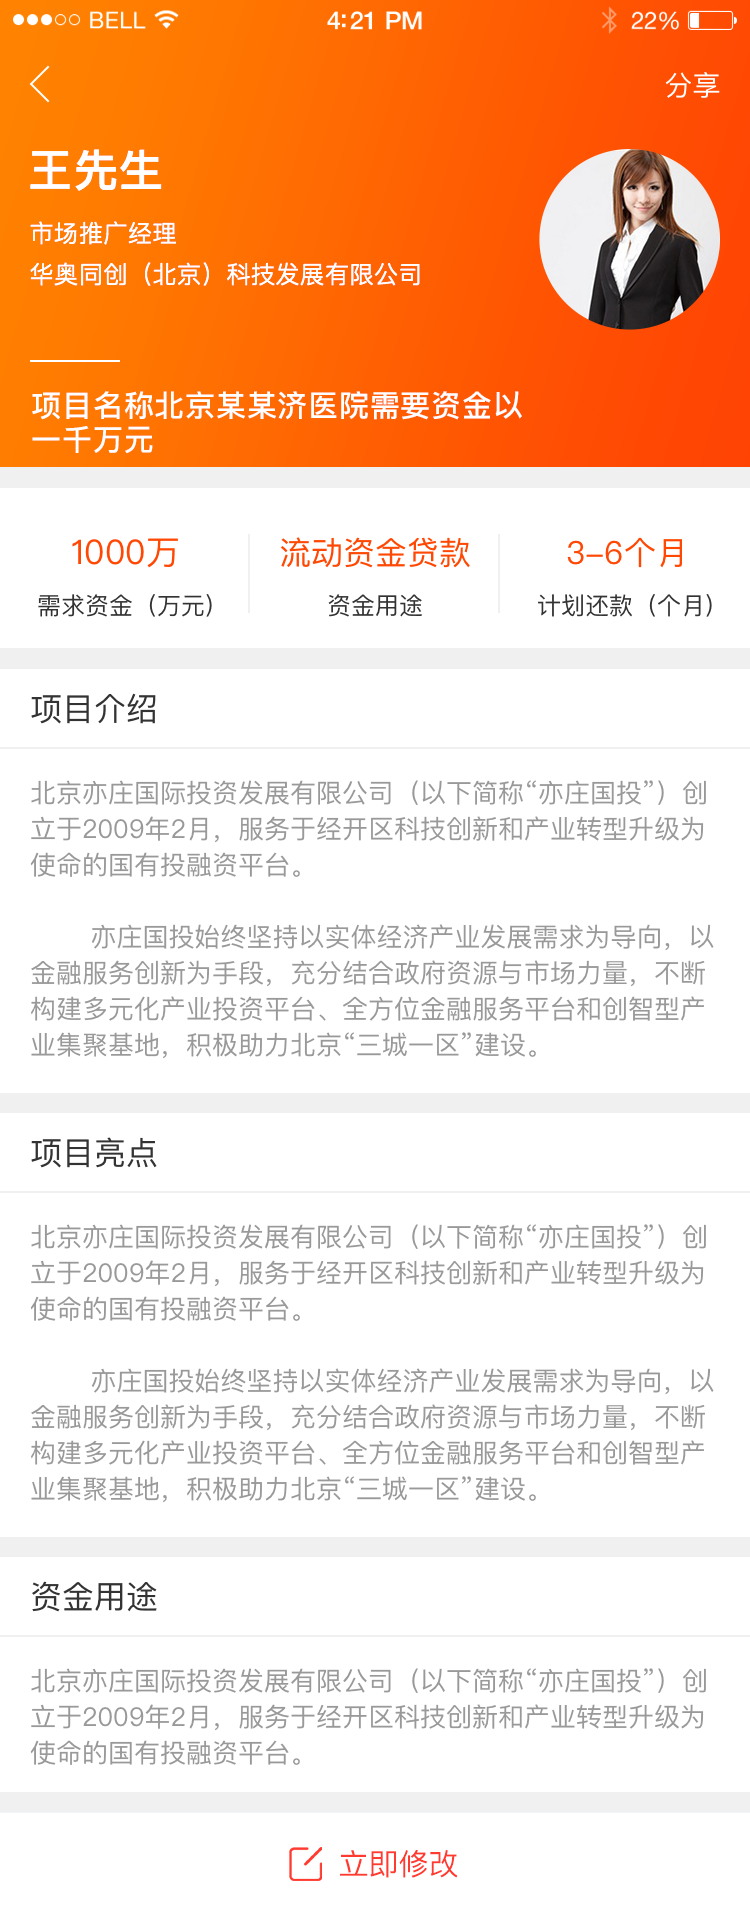 BELL 4:21 PM 22%
分享
王先生
市场推广经理
华奥同创（北京）科技发展有限公司
项目名称北京某某济医院需要资金以
一千万元
1000万 流动资金贷款 3-6个月
需求资金（万元） 资金用途 计划还款（个月）
项目介绍
北京亦庄国际投资发展有限公司（以下简称“亦庄国投”）创
立于2009年2月，服务于经开区科技创新和产业转型升级为
使命的国有投融资平台。
亦庄国投始终坚持以实体经济产业发展需求为导向，以
金融服务创新为手段，充分结合政府资源与市场力量，不断
构建多元化产业投资平台、全方位金融服务平台和创智型产
业集聚基地，积极助力北京“三城一区”建设。
项目亮点
北京亦庄国际投资发展有限公司（以下简称“亦庄国投”）创
立于2009年2月，服务于经开区科技创新和产业转型升级为
使命的国有投融资平台。
亦庄国投始终坚持以实体经济产业发展需求为导向，以
金融服务创新为手段，充分结合政府资源与市场力量，不断
构建多元化产业投资平台、全方位金融服务平台和创智型产
业集聚基地，积极助力北京“三城一区”建设。
资金用途
北京亦庄国际投资发展有限公司（以下简称“亦庄国投”）创
立于2009年2月，服务于经开区科技创新和产业转型升级为
使命的国有投融资平台。
立即修改